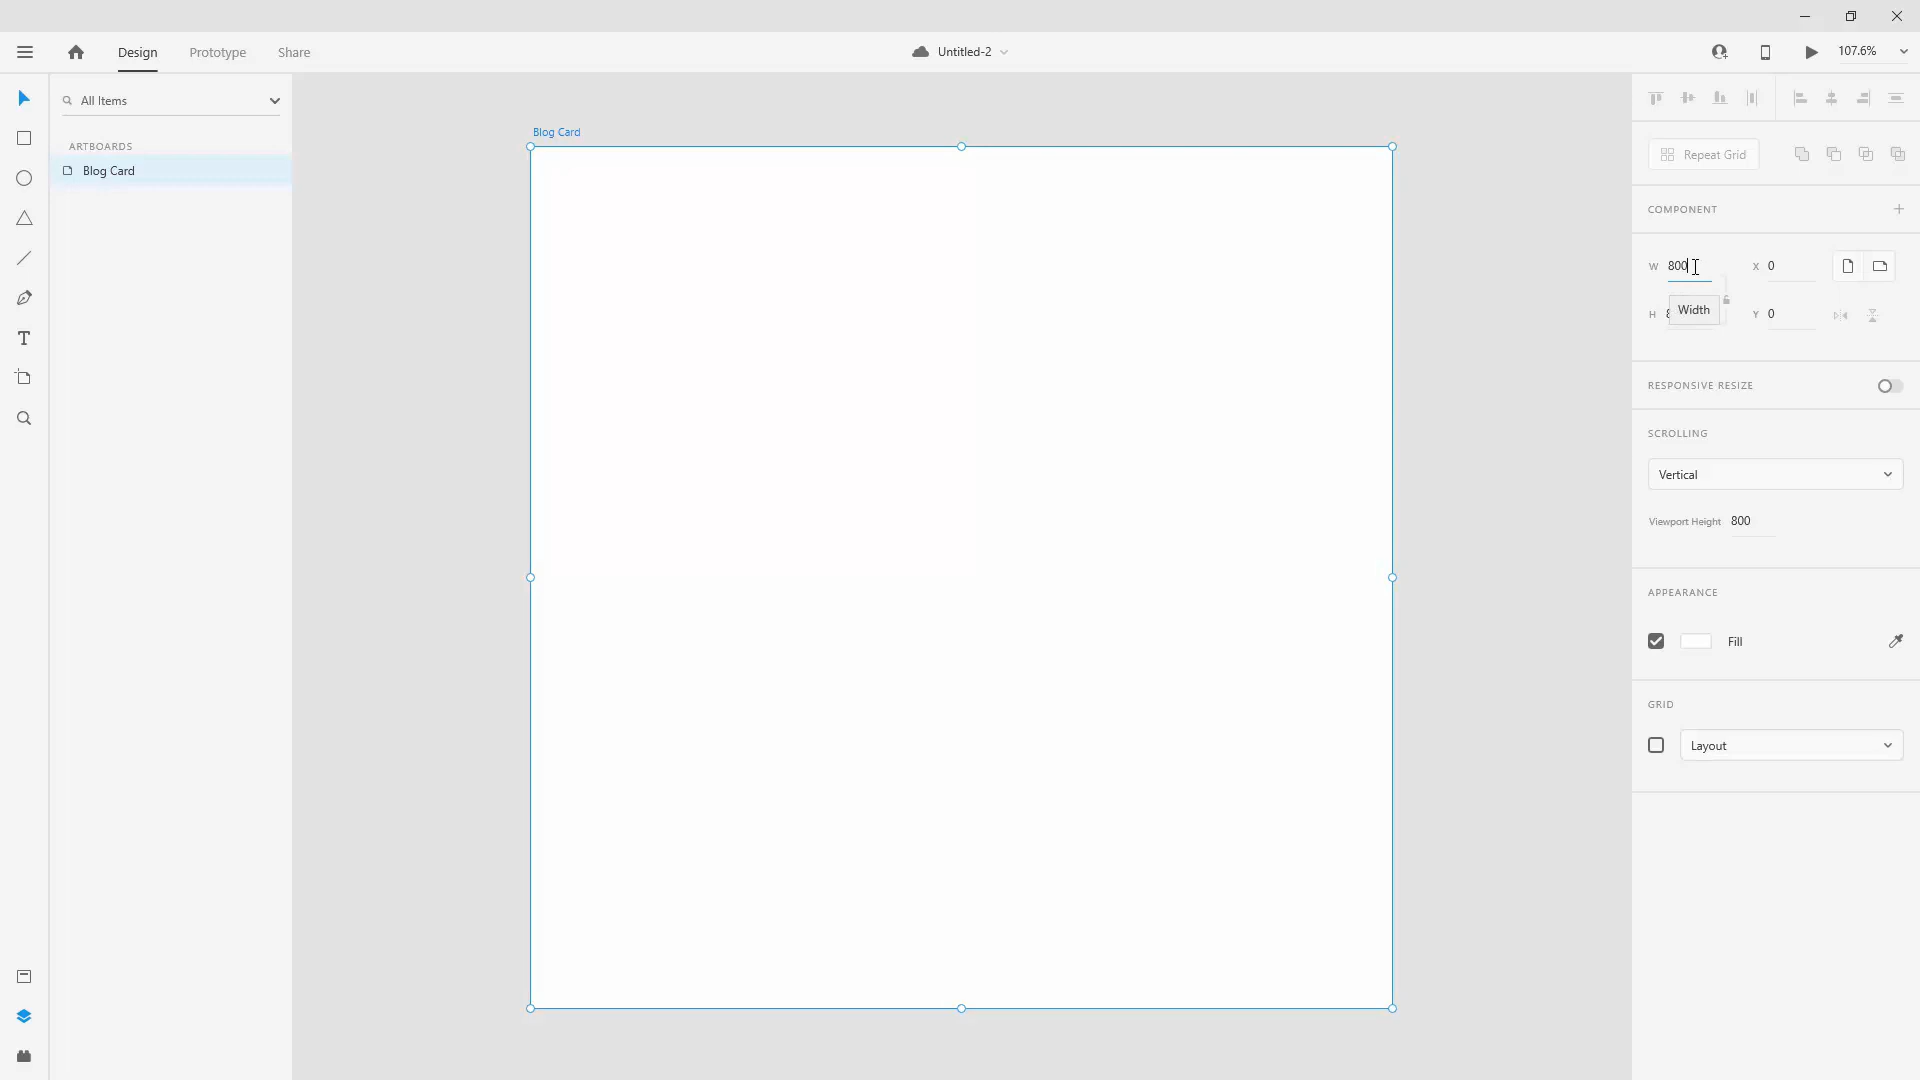 Design Prototype Share Untitled-2 107.6%
All Items
ARTBOARDS
Blog Card
Blog Card
Repeat Grid
COMPONENT
W 800 X 0
H Y 0
Width
RESPONSIVE RESIZE
SCROLLING
Vertical
Viewport Height 800
APPEARANCE
Fill
GRID
Layout